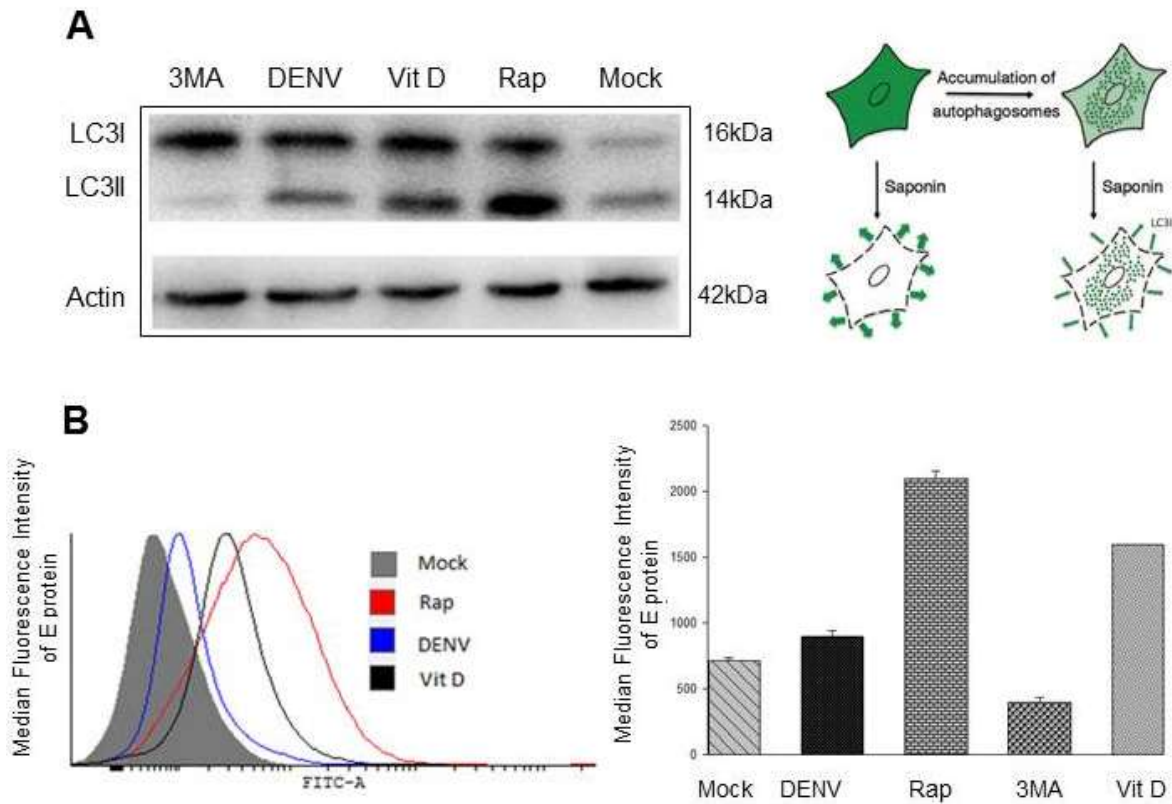 A
3MA DENV Vit D Rap Mock
LC3I
LC3II
Actin
16kDa
14kDa
42kDa
Accumulation of
autophagosomes
Saponin
Saponin
LC3I
B
Median Fluorescence Intensity
of E protein
Mock
Rap
DENV
Vit D
FITC-A
Median Fluorescence Intensity
of E protein
2500
2000
1500
1000
500
0
Mock DENV Rap 3MA Vit D